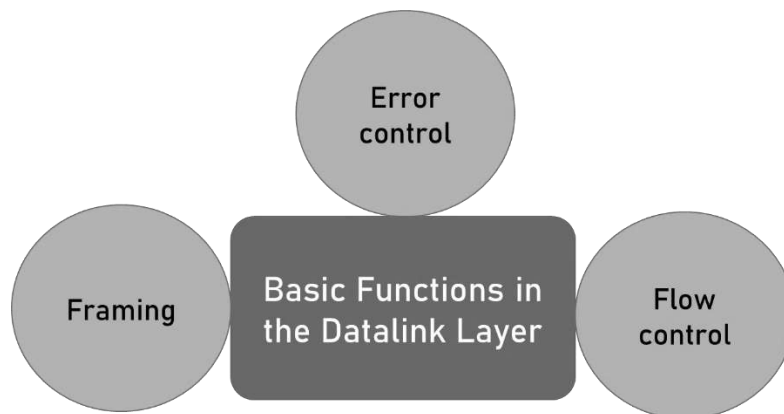 Error
control
Framing
Basic Functions in
the Datalink Layer
Flow
control